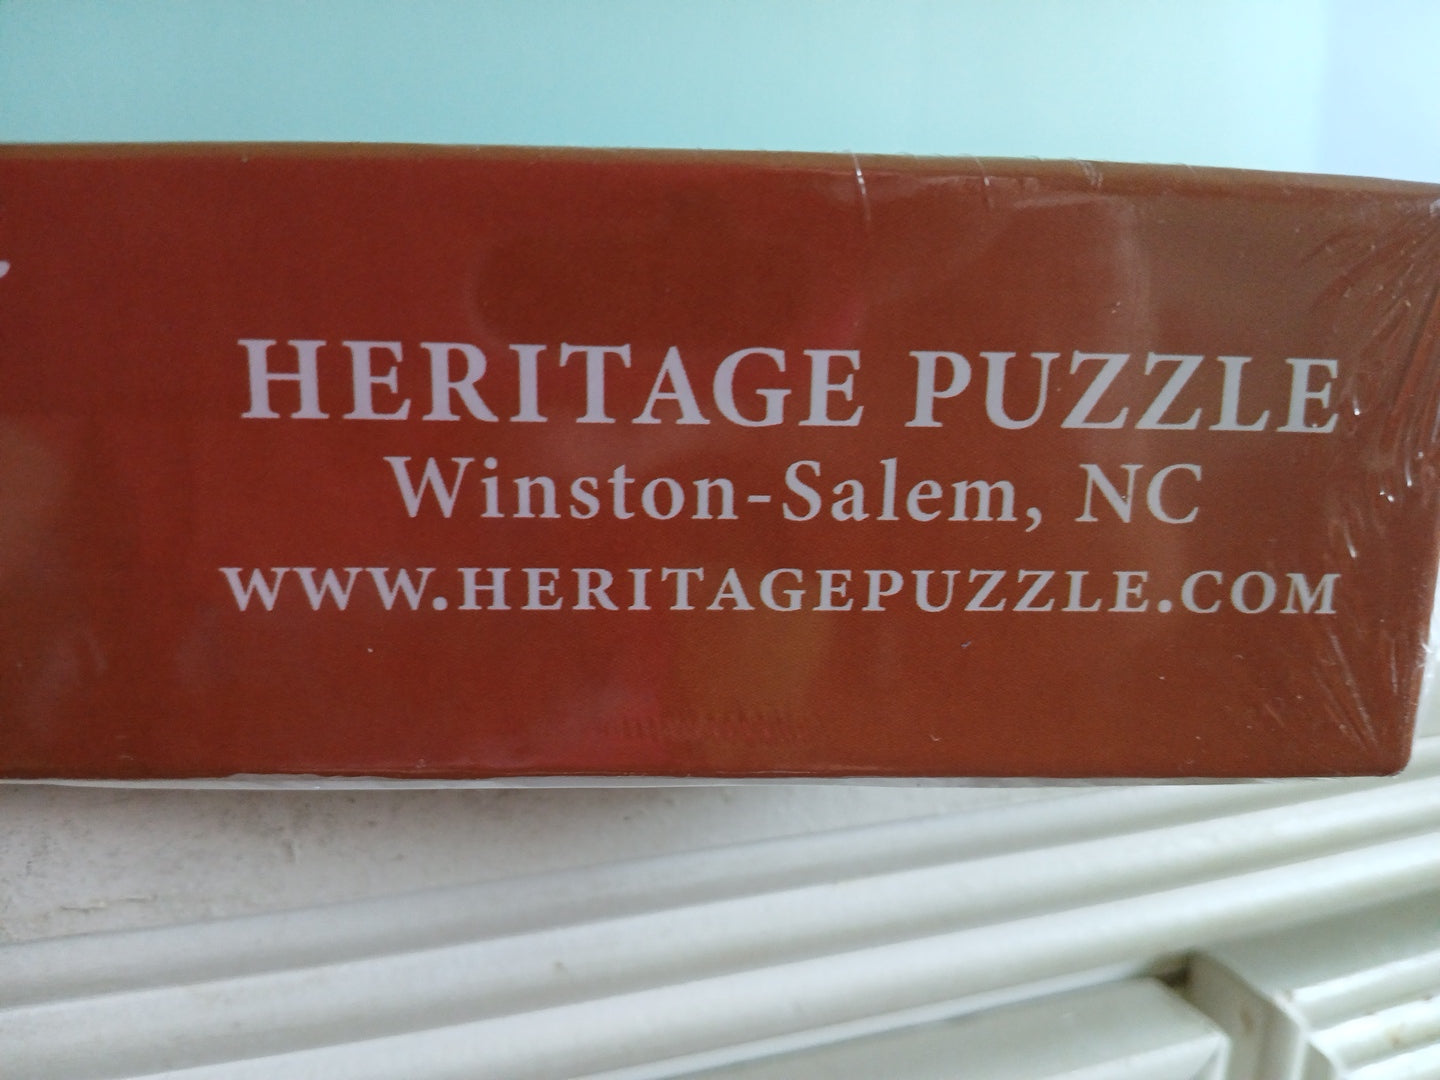 HERITAGE PUZZLE
Winston-Salem, NC
WWW.HERITAGEPUZZLE.COM